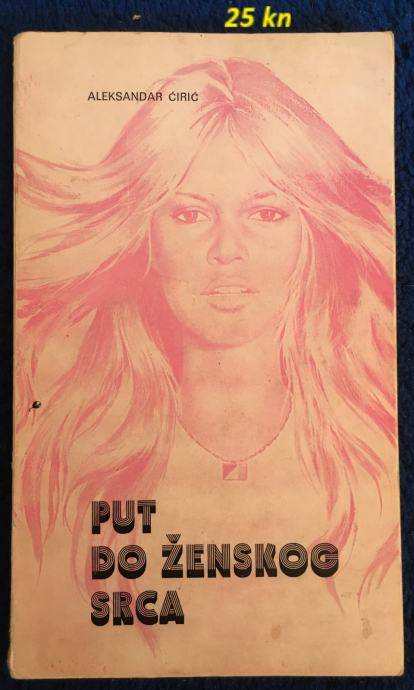 25 kn
ALEKSANDAR ĆIRIĆ
PUT
DO ŽENSKOG
SRCA